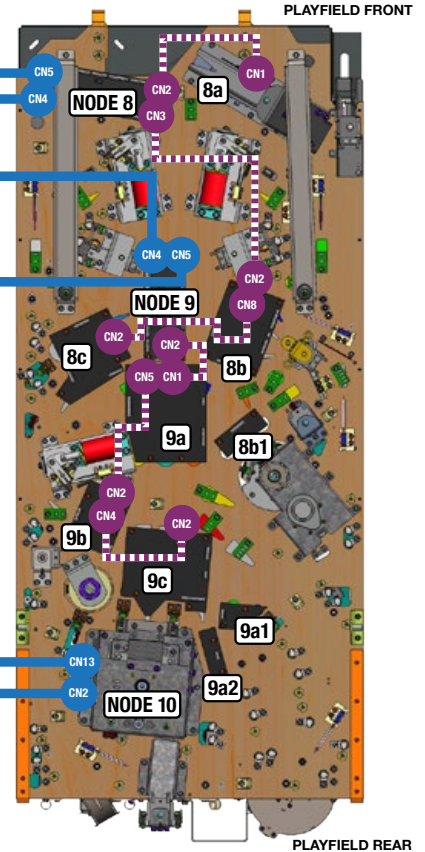 PLAYFIELD FRONT
CN5
CN1
8a
CN2
CN4
NODE 8
CN3
CN4
CN5
CN2
NODE 9
CN8
CN2
CN2
8c
8b
CN5
CN1
9a
8b1
CN2
CN4
CN2
9b
9c
9a1
CN13
9a2
CN2
NODE 10
PLAYFIELD REAR